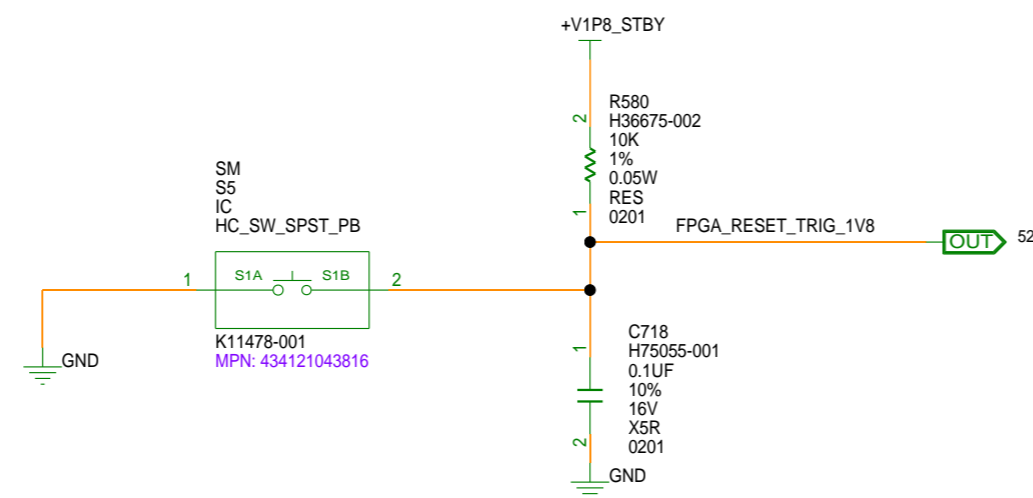 +V1P8_STBY
2
R580
H36675-002
10K
1%
0.05W
RES
0201
1
SM
S5
IC
HC_SW_SPST_PB
1
S1A
S1B
2
K11478-001
MPN: 434121043816
GND
FPGA_RESET_TRIG_1V8
OUT
52
1
C718
H75055-001
0.1UF
10%
16V
X5R
0201
2
GND